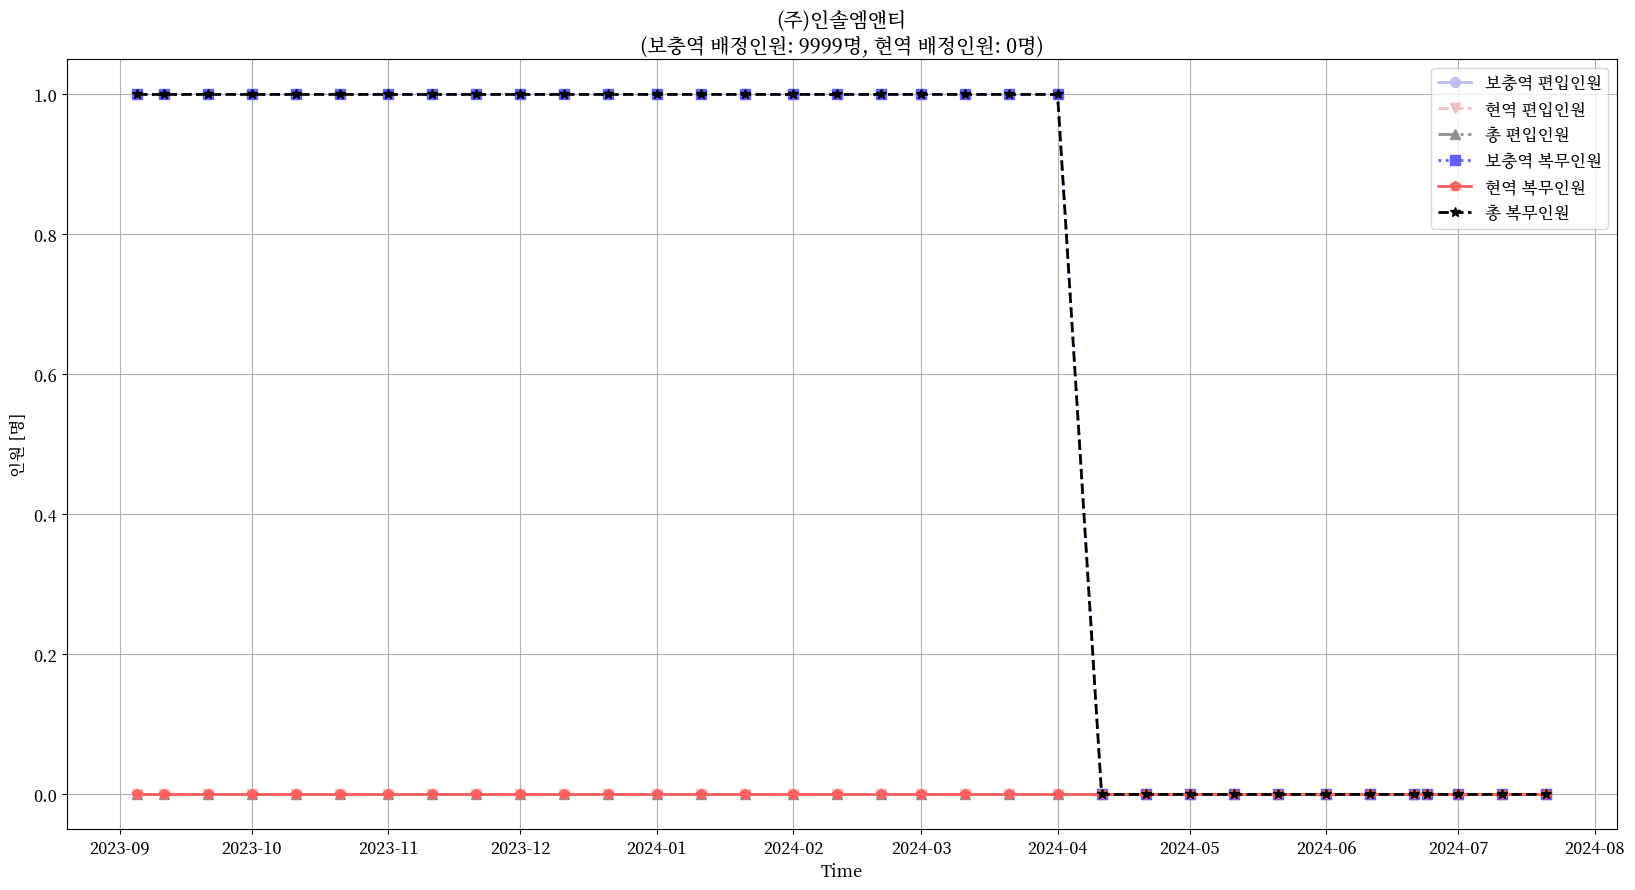 (주)인솔엠앤티
(보충역 배정인원: 9999명, 현역 배정인원: 0명)
보충역 편입인원
현역 편입인원
총 편입인원
보충역 복무인원
현역 복무인원
총 복무인원
1.0
0.8
0.6
0.4
0.2
0.0
인원 [명]
2023-09
2023-10
2023-11
2023-12
2024-01
2024-02
2024-03
2024-04
2024-05
2024-06
2024-07
2024-08
Time